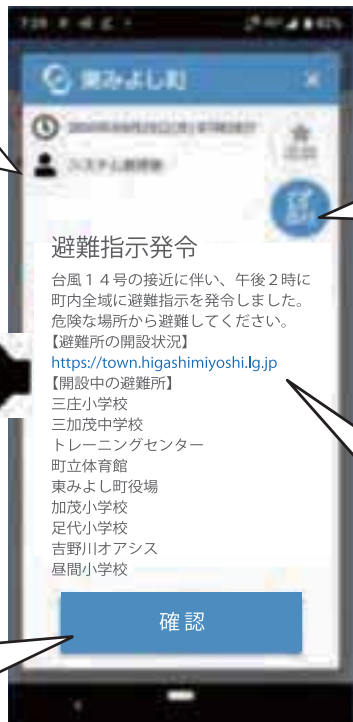 東みよし町
避難指示発令
台風14号の接近に伴い、午後2時に
町内全域に避難指示を発令しました。
危険な場所から避難してください。
【避難所の開設状況】
https://town.higashimiyoshi.lg.jp
【開設中の避難所】
三庄小学校
三加茂中学校
トレーニングセンター
町立体育館
東みよし町役場
加茂小学校
足代小学校
吉野川オアシス
昼間小学校
確認